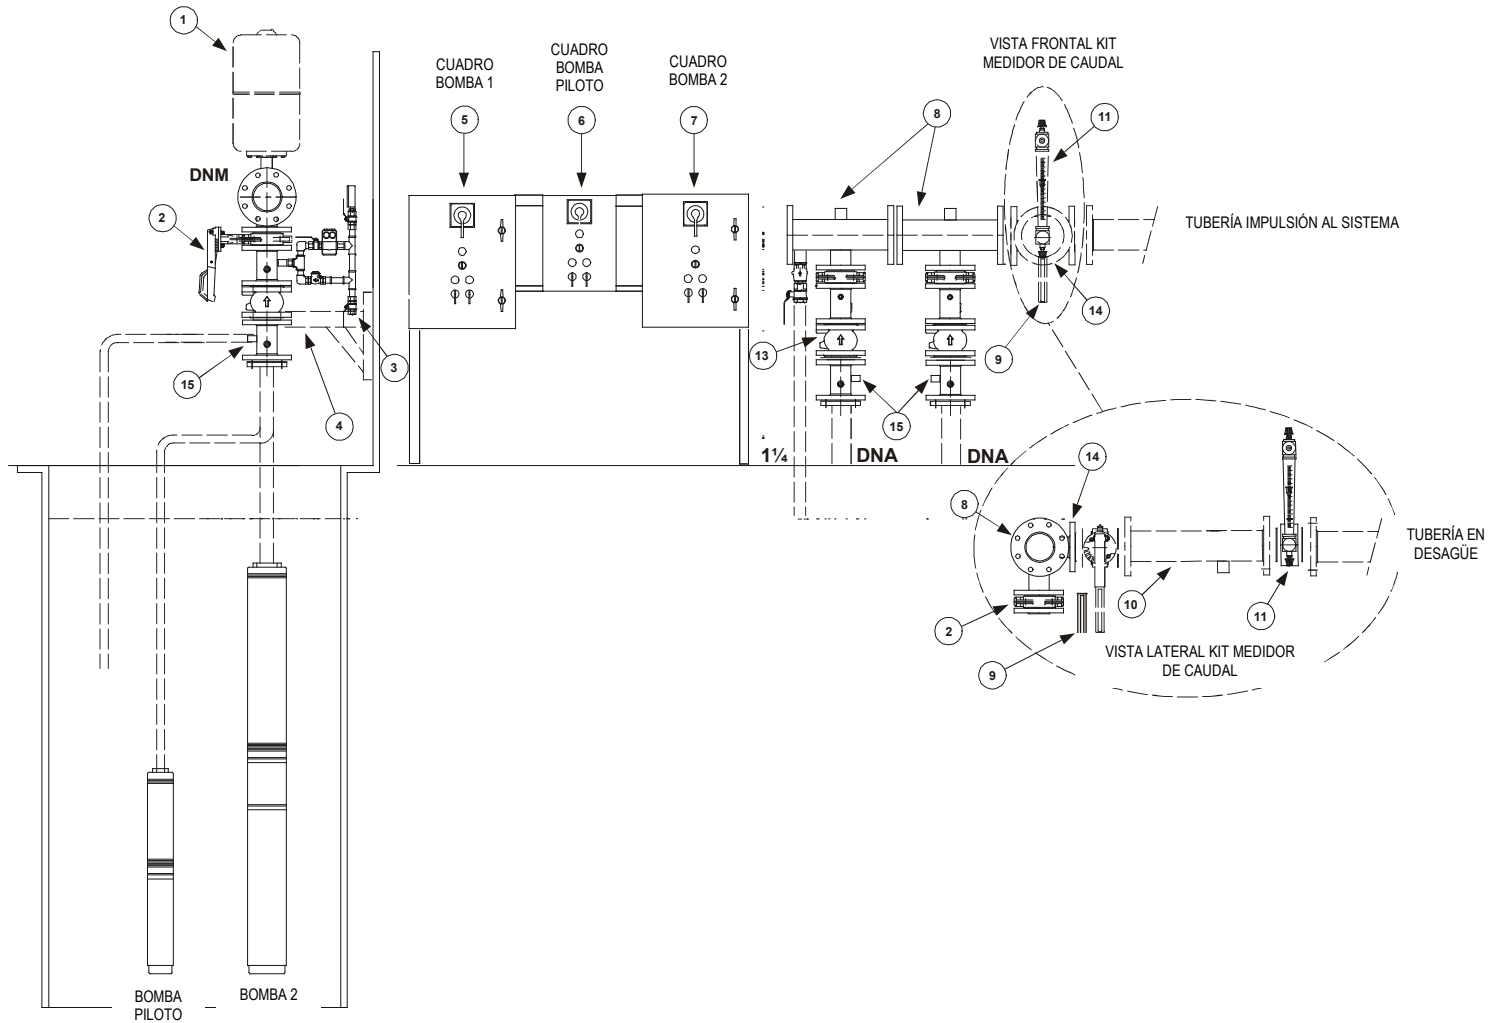 1
CUADRO
BOMBA 1
CUADRO
BOMBA
PILOTO
CUADRO
BOMBA 2
VISTA FRONTAL KIT
MEDIDOR DE CAUDAL
5
6
7
8
11
DNM
2
TUBERÍA IMPULSIÓN AL SISTEMA
14
9
13
3
15
4
15
1¼
DNA
DNA
14
8
TUBERÍA EN
DESAGÜE
10
11
2
9
VISTA LATERAL KIT MEDIDOR
DE CAUDAL
BOMBA
PILOTO
BOMBA 2